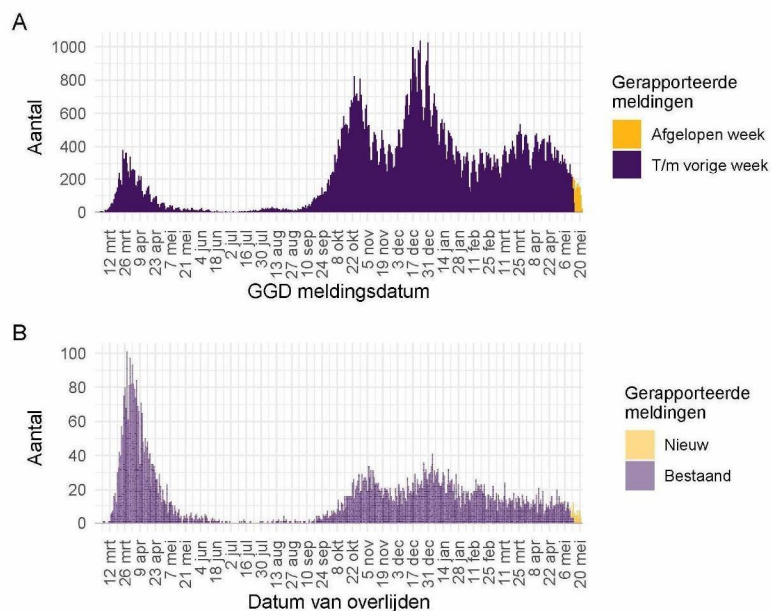 A
1000
800
600
400
200
0
Aantal
12 mrt
26 mrt
9 apr
23 apr
7 mei
21 mei
4 jun
18 jun
2 jul
16 jul
30 jul
13 aug
27 aug
10 sep
24 sep
8 okt
22 okt
5 nov
19 nov
3 dec
17 dec
31 dec
14 jan
28 jan
11 feb
25 feb
11 mrt
25 mrt
8 apr
22 apr
6 mei
20 mei
GGD meldingsdatum
Gerapporteerde
meldingen
Afgelopen week
T/m vorige week
B
100
80
60
40
20
0
Aantal
12 mrt
26 mrt
9 apr
23 apr
7 mei
21 mei
4 jun
18 jun
2 jul
16 jul
30 jul
13 aug
27 aug
10 sep
24 sep
8 okt
22 okt
5 nov
19 nov
3 dec
17 dec
31 dec
14 jan
28 jan
11 feb
25 feb
11 mrt
25 mrt
8 apr
22 apr
6 mei
20 mei
Datum van overlijden
Gerapporteerde
meldingen
Nieuw
Bestaand